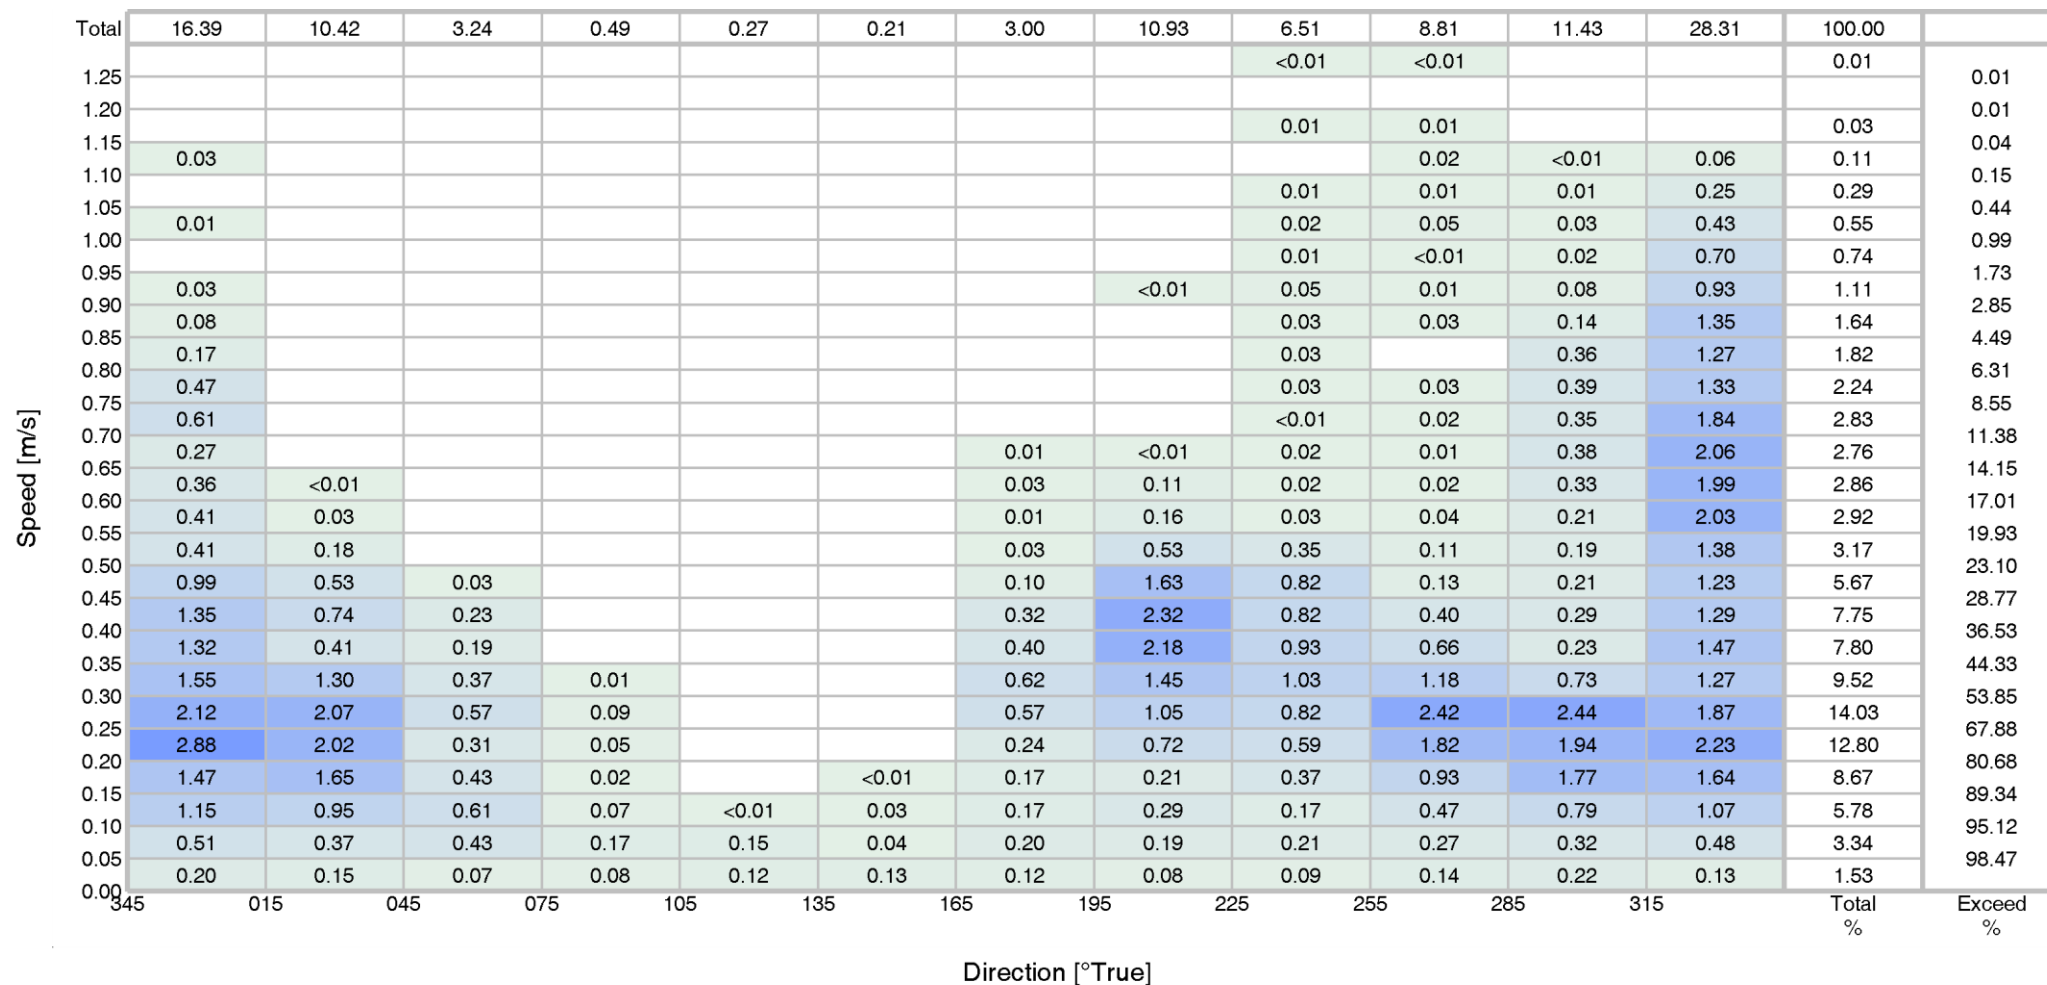 Total 16.39 10.42 3.24 0.49 0.27 0.21 3.00 10.93 6.51 8.81 11.43 28.31 100.00
<0.01 <0.01 0.01
1.25 0.01
1.20 0.01
0.01 0.01 0.03
1.15 0.04
0.03 0.02 <0.01 0.06 0.11
1.10 0.15
0.01 0.01 0.01 0.25 0.29
1.05 0.44
0.01 0.02 0.05 0.03 0.43 0.55
1.00 0.99
0.01 <0.01 0.02 0.70 0.74
0.95 1.73
0.03 <0.01 0.05 0.01 0.08 0.93 1.11
0.90 2.85
0.08 0.03 0.03 0.14 1.35 1.64
0.85 4.49
0.17 0.03 0.36 1.27 1.82
0.80 6.31
0.47 0.03 0.03 0.39 1.33 2.24
0.75 8.55
0.61 <0.01 0.02 0.35 1.84 2.83
0.70 11.38
0.27 0.01 <0.01 0.02 0.01 0.38 2.06 2.76
0.65 14.15
0.36 <0.01 0.03 0.11 0.02 0.02 0.33 1.99 2.86
0.60 17.01
0.41 0.03 0.01 0.16 0.03 0.04 0.21 2.03 2.92
0.55 19.93
0.41 0.18 0.03 0.53 0.35 0.11 0.19 1.38 3.17
0.50 23.10
0.99 0.53 0.03 0.10 1.63 0.82 0.13 0.21 1.23 5.67
0.45 28.77
1.35 0.74 0.23 0.32 2.32 0.82 0.40 0.29 1.29 7.75
0.40 36.53
1.32 0.41 0.19 0.40 2.18 0.93 0.66 0.23 1.47 7.80
0.35 44.33
1.55 1.30 0.37 0.01 0.62 1.45 1.03 1.18 0.73 1.27 9.52
0.30 53.85
2.12 2.07 0.57 0.09 0.57 1.05 0.82 2.42 2.44 1.87 14.03
0.25 67.88
2.88 2.02 0.31 0.05 0.24 0.72 0.59 1.82 1.94 2.23 12.80
0.20 80.68
1.47 1.65 0.43 0.02 <0.01 0.17 0.21 0.37 0.93 1.77 1.64 8.67
0.15 89.34
1.15 0.95 0.61 0.07 <0.01 0.03 0.17 0.29 0.17 0.47 0.79 1.07 5.78
0.10 95.12
0.51 0.37 0.43 0.17 0.15 0.04 0.20 0.19 0.21 0.27 0.32 0.48 3.34
0.05 98.47
0.20 0.15 0.07 0.08 0.12 0.13 0.12 0.08 0.09 0.14 0.22 0.13 1.53
0.00
345 015 045 075 105 135 165 195 225 255 285 315 Total Exceed
% %
Speed [m/s]
Direction [°True]